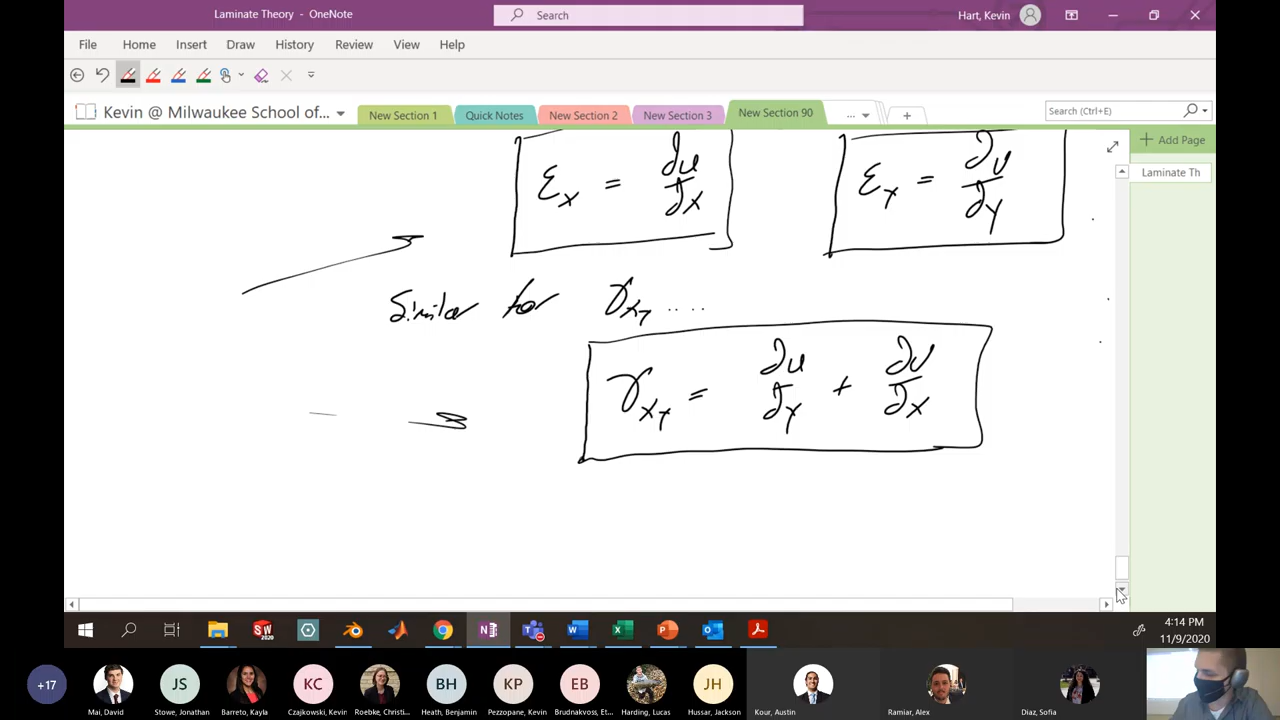 Laminate Theory - OneNote
Search
Hart, Kevin
File Home Insert Draw History Review View Help
Kevin @ Milwaukee School of...
New Section 1
Quick Notes
New Section 2
New Section 3
New Section 90
...
Search (Ctrl+E)
Add Page
Laminate Th
εx = ∂u/∂x
εy = ∂v/∂y
Similar for γxy ....
γxy = ∂u/∂y + ∂v/∂x
4:14 PM
11/9/2020
+17
JS
KC
BH
KP
EB
JH
Mai, David
Stowe, Jonathan
Barreto, Kayla
Czajkowski, Kevin
Roebke, Christi...
Heath, Benjamin
Pezzopane, Kevin
Brudnakvoss, Et...
Harding, Lucas
Hussar, Jackson
Kour, Austin
Ramiar, Alex
Diaz, Sofia